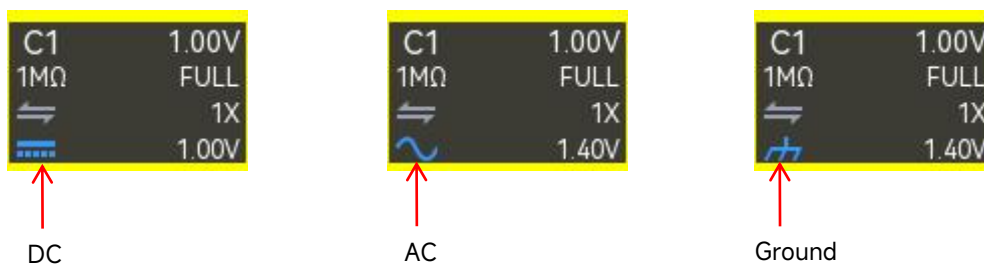 C1 1.00V
1MΩ FULL
1X
1.00V
DC
C1 1.00V
1MΩ FULL
1X
1.40V
AC
C1 1.00V
1MΩ FULL
1X
1.40V
Ground